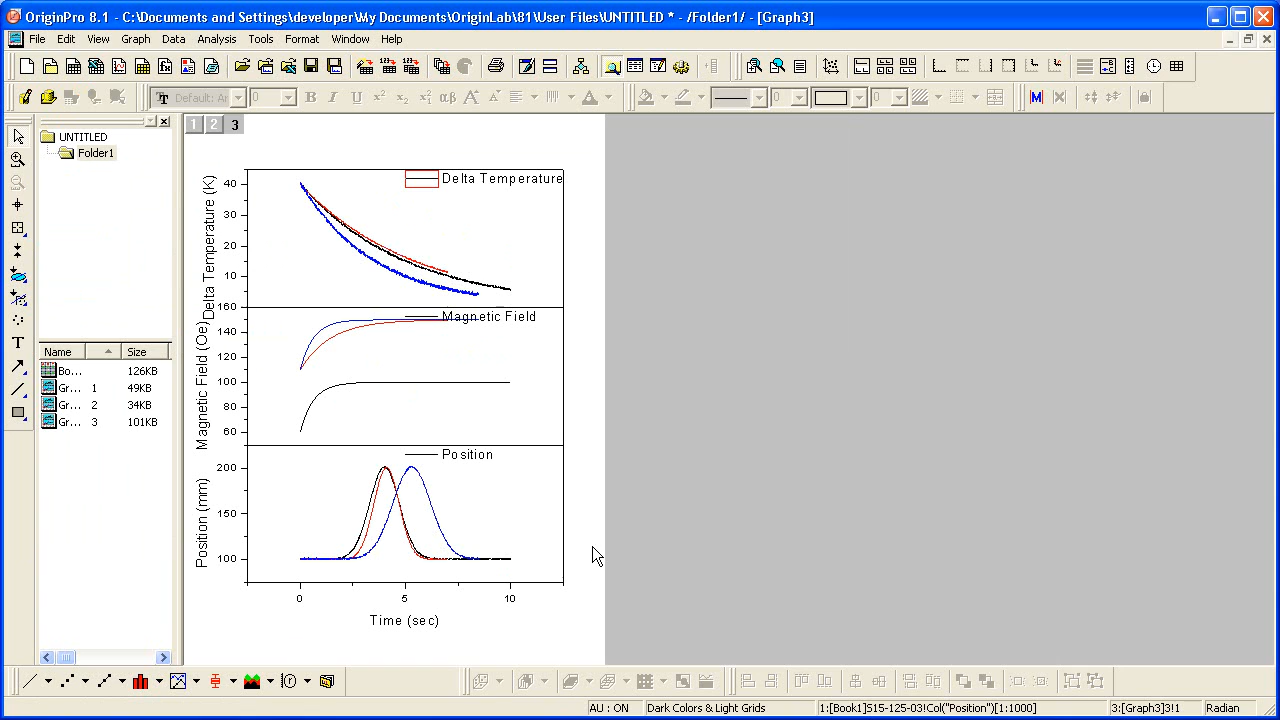 OriginPro 8.1 - C:\Documents and Settings\developer\My Documents\OriginLab\81\User Files\UNTITLED * - /Folder1/ - [Graph3]
File Edit View Graph Data Analysis Tools Format Window Help
Default: Ar 0 B I U x² x₂ αβ A A A 0 0 M
1 2 3
UNTITLED
Folder1
Name Size
Bo... 126KB
Gr... 1 49KB
Gr... 2 34KB
Gr... 3 101KB
T
Delta Temperature
Delta Temperature (K)
40
30
20
10
Magnetic Field
Magnetic Field (Oe)
160
140
120
100
80
60
Position
Position (mm)
200
150
100
0 5 10
Time (sec)
AU : ON Dark Colors & Light Grids 1:[Book1]515-125-03!Col("Position")[1:1000] 3:[Graph3]3!1 Radian